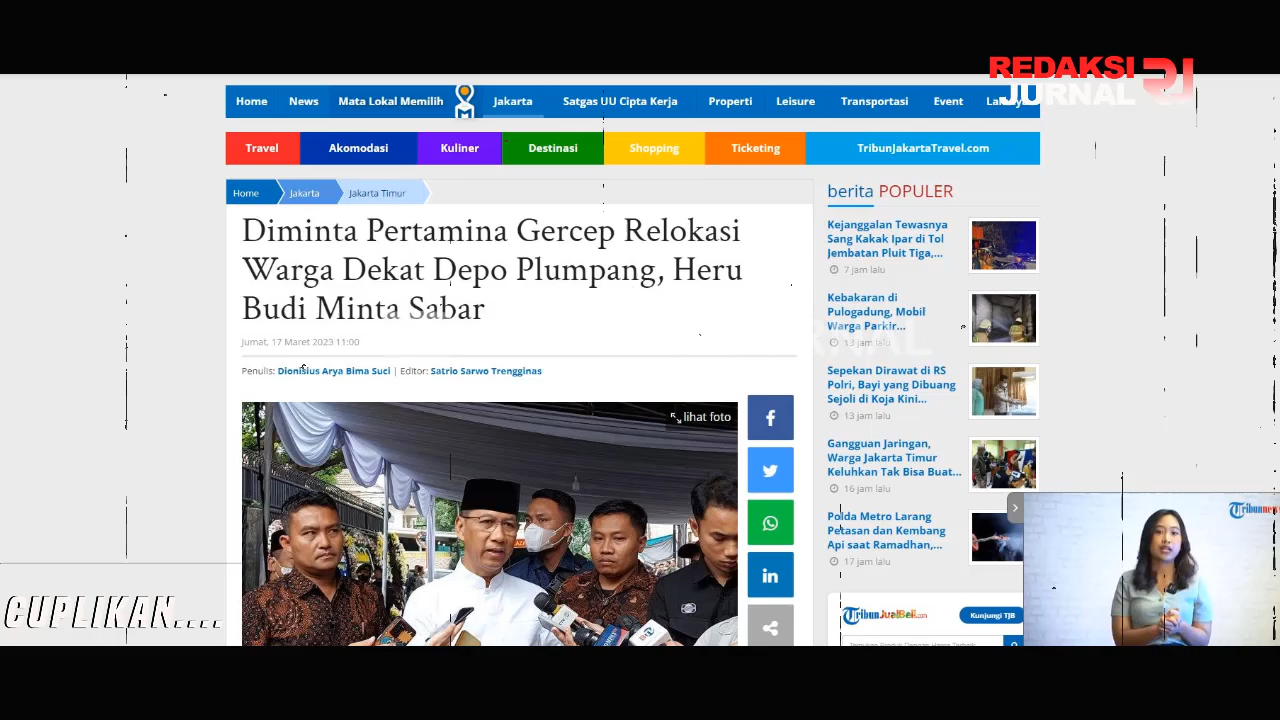 REDAKSI
JURNAL RJ
Home News Mata Lokal Memilih Jakarta Satgas UU Cipta Kerja Properti Leisure Transportasi Event
Travel Akomodasi Kuliner Destinasi Shopping Ticketing TribunJakartaTravel.com
Home Jakarta Jakarta Timur
Diminta Pertamina Gercep Relokasi
Warga Dekat Depo Plumpang, Heru
Budi Minta Sabar
Jumat, 17 Maret 2023 11:00
Penulis: Dionisius Arya Bima Suci | Editor: Satrio Sarwo Trengginas
lihat foto
berita POPULER
Kejanggalan Tewasnya
Sang Kakak Ipar di Tol
Jembatan Pluit Tiga,...
7 jam lalu
Kebakaran di
Pulogadung, Mobil
Warga Parkir...
13 jam lalu
Sepekan Dirawat di RS
Polri, Bayi yang Dibuang
Sejoli di Koja Kini...
13 jam lalu
Gangguan Jaringan,
Warga Jakarta Timur
Keluhkan Tak Bisa Buat...
16 jam lalu
Polda Metro Larang
Petasan dan Kembang
Api saat Ramadhan,...
17 jam lalu
Tribunnews
TribunJualBeli.com Kunjungi TJB
CUPLIKAN....